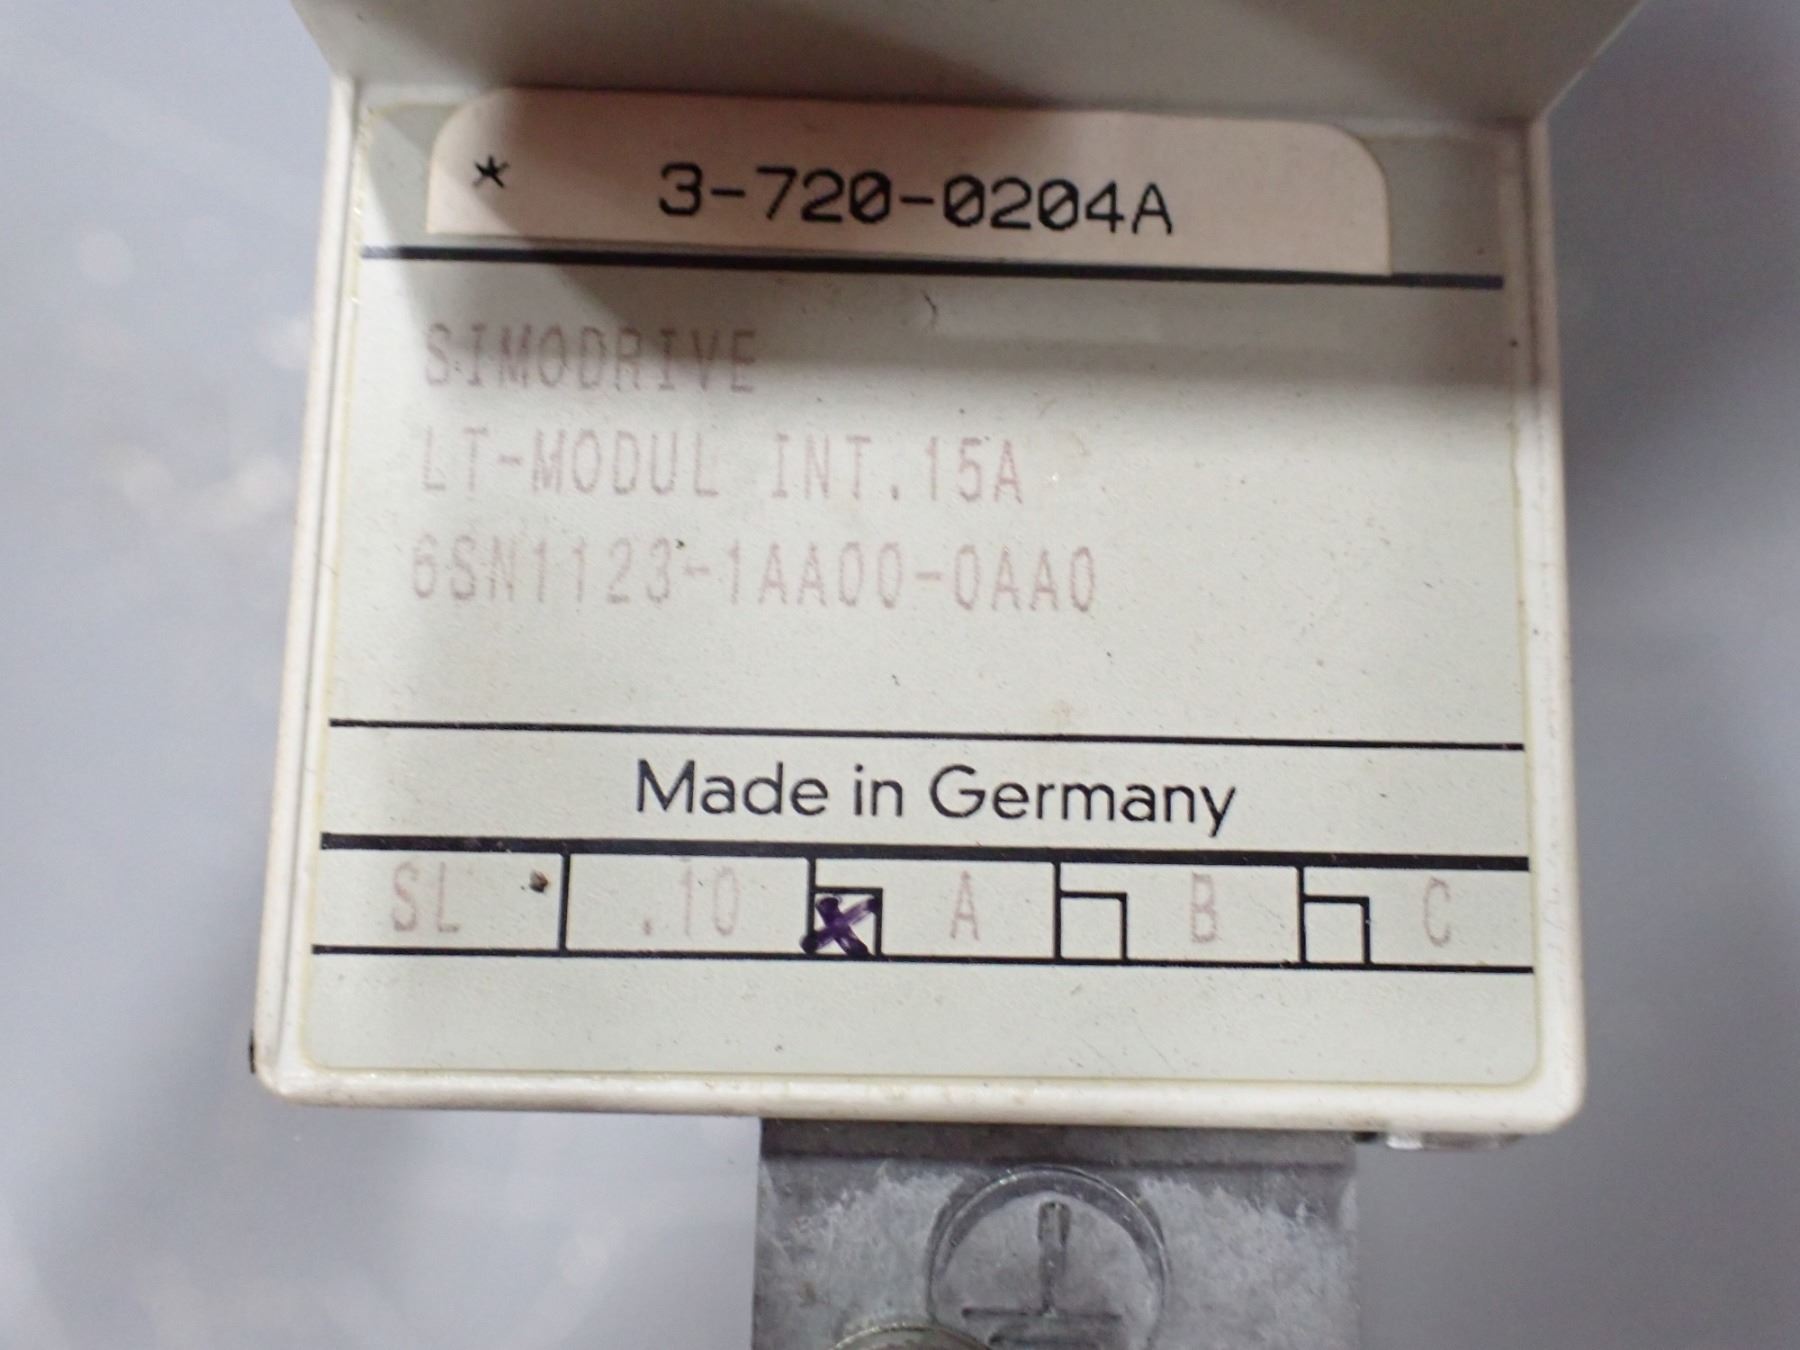 * 3-720-0204A
SIMODRIVE
LT-MODUL INT.15A
6SN1123-1AA00-0AA0
Made in Germany
SL .10 A B C